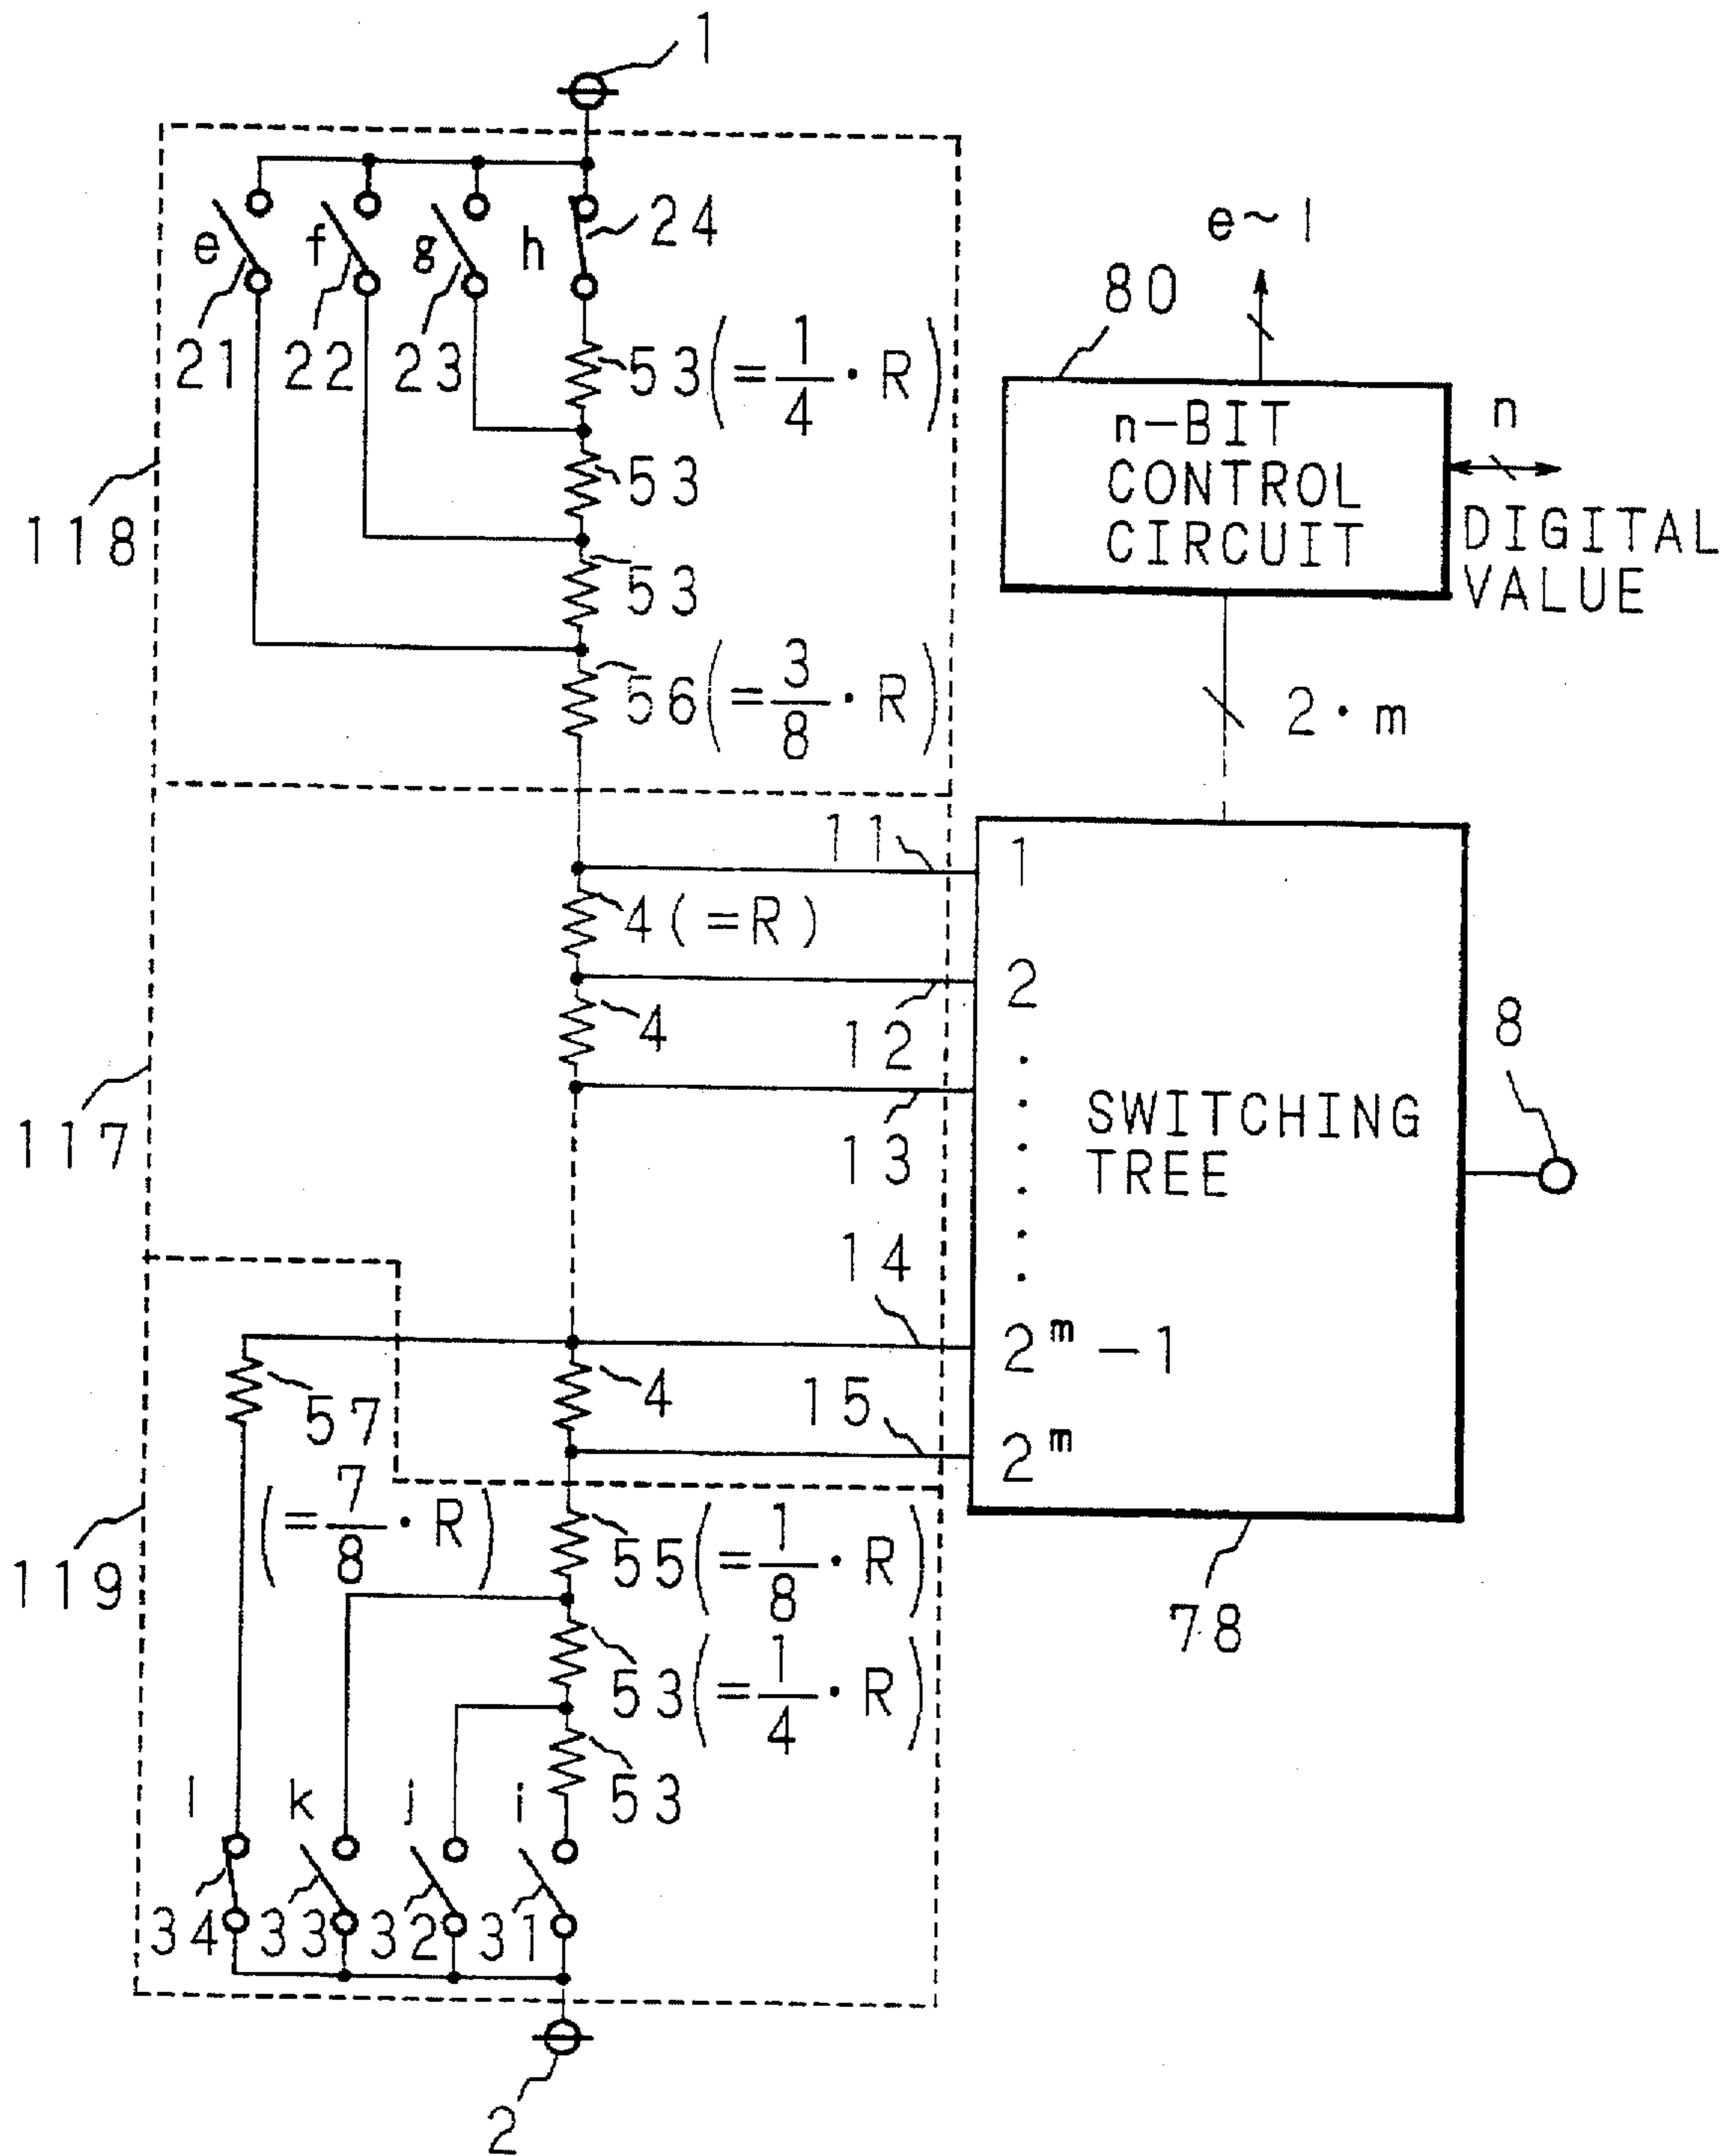 1
e
f
g
h
24
21
22
23
53(=1/4·R)
53
53
56(=3/8·R)
118
e~l
80
n-BIT
CONTROL
CIRCUIT
n
DIGITAL
VALUE
2·m
11
1
4(=R)
2
12
4
13
117
SWITCHING
TREE
8
14
2^m-1
4
15
2^m
57
(=7/8·R)
55(=1/8·R)
78
119
53(=1/4·R)
53
l
k
j
i
34
33
32
31
2